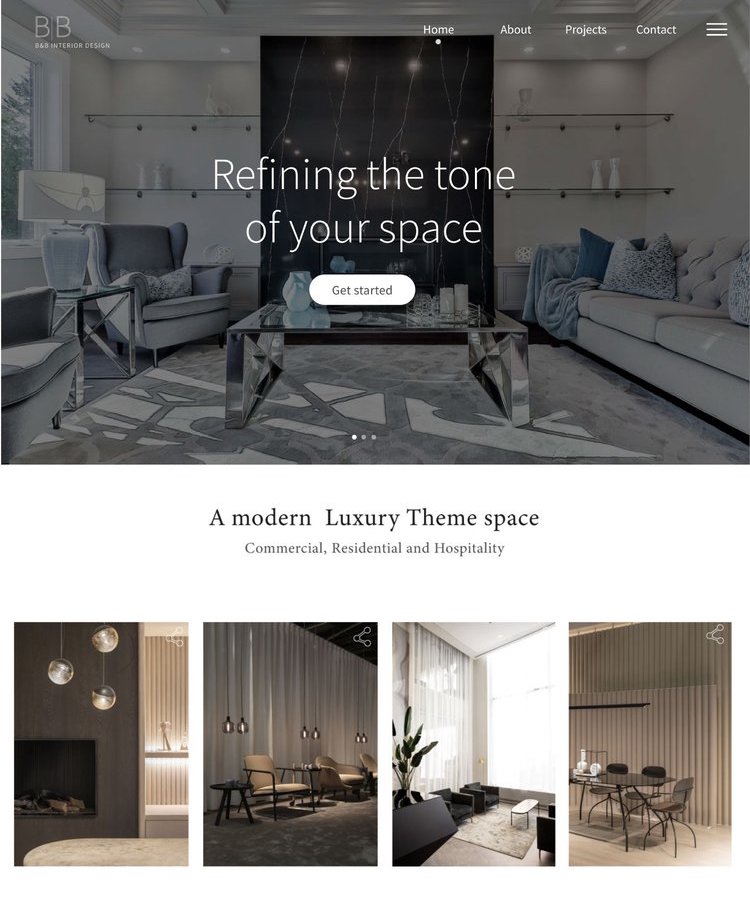 B|B
B&B INTERIOR DESIGN
Home
About
Projects
Contact
Refining the tone
of your space
Get started
A modern  Luxury Theme space
Commercial, Residential and Hospitality